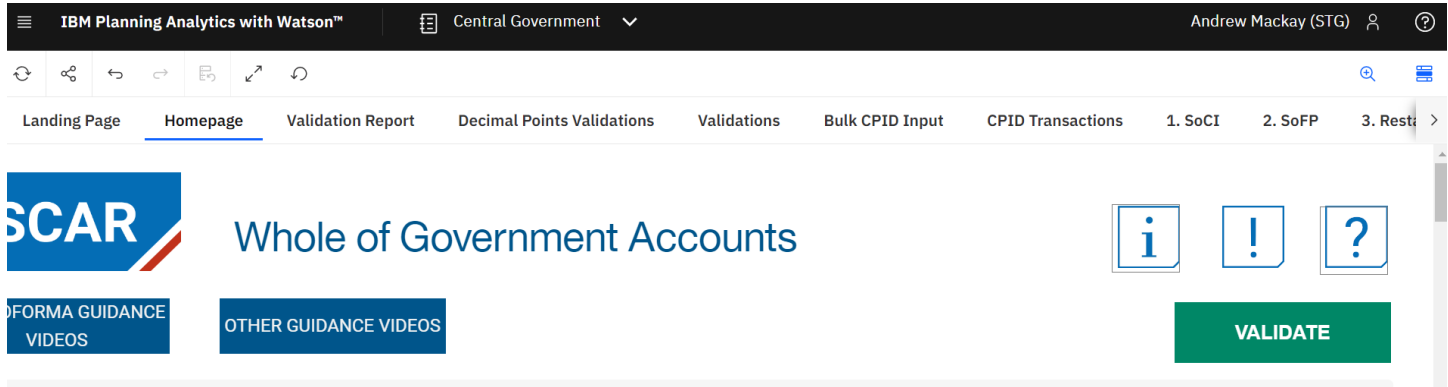 IBM Planning Analytics with Watson™ Central Government Andrew Mackay (STG)
Landing Page Homepage Validation Report Decimal Points Validations Validations Bulk CPID Input CPID Transactions 1. SoCI 2. SoFP 3. Resta
SCAR
Whole of Government Accounts
i ! ?
OFORMA GUIDANCE
VIDEOS
OTHER GUIDANCE VIDEOS
VALIDATE